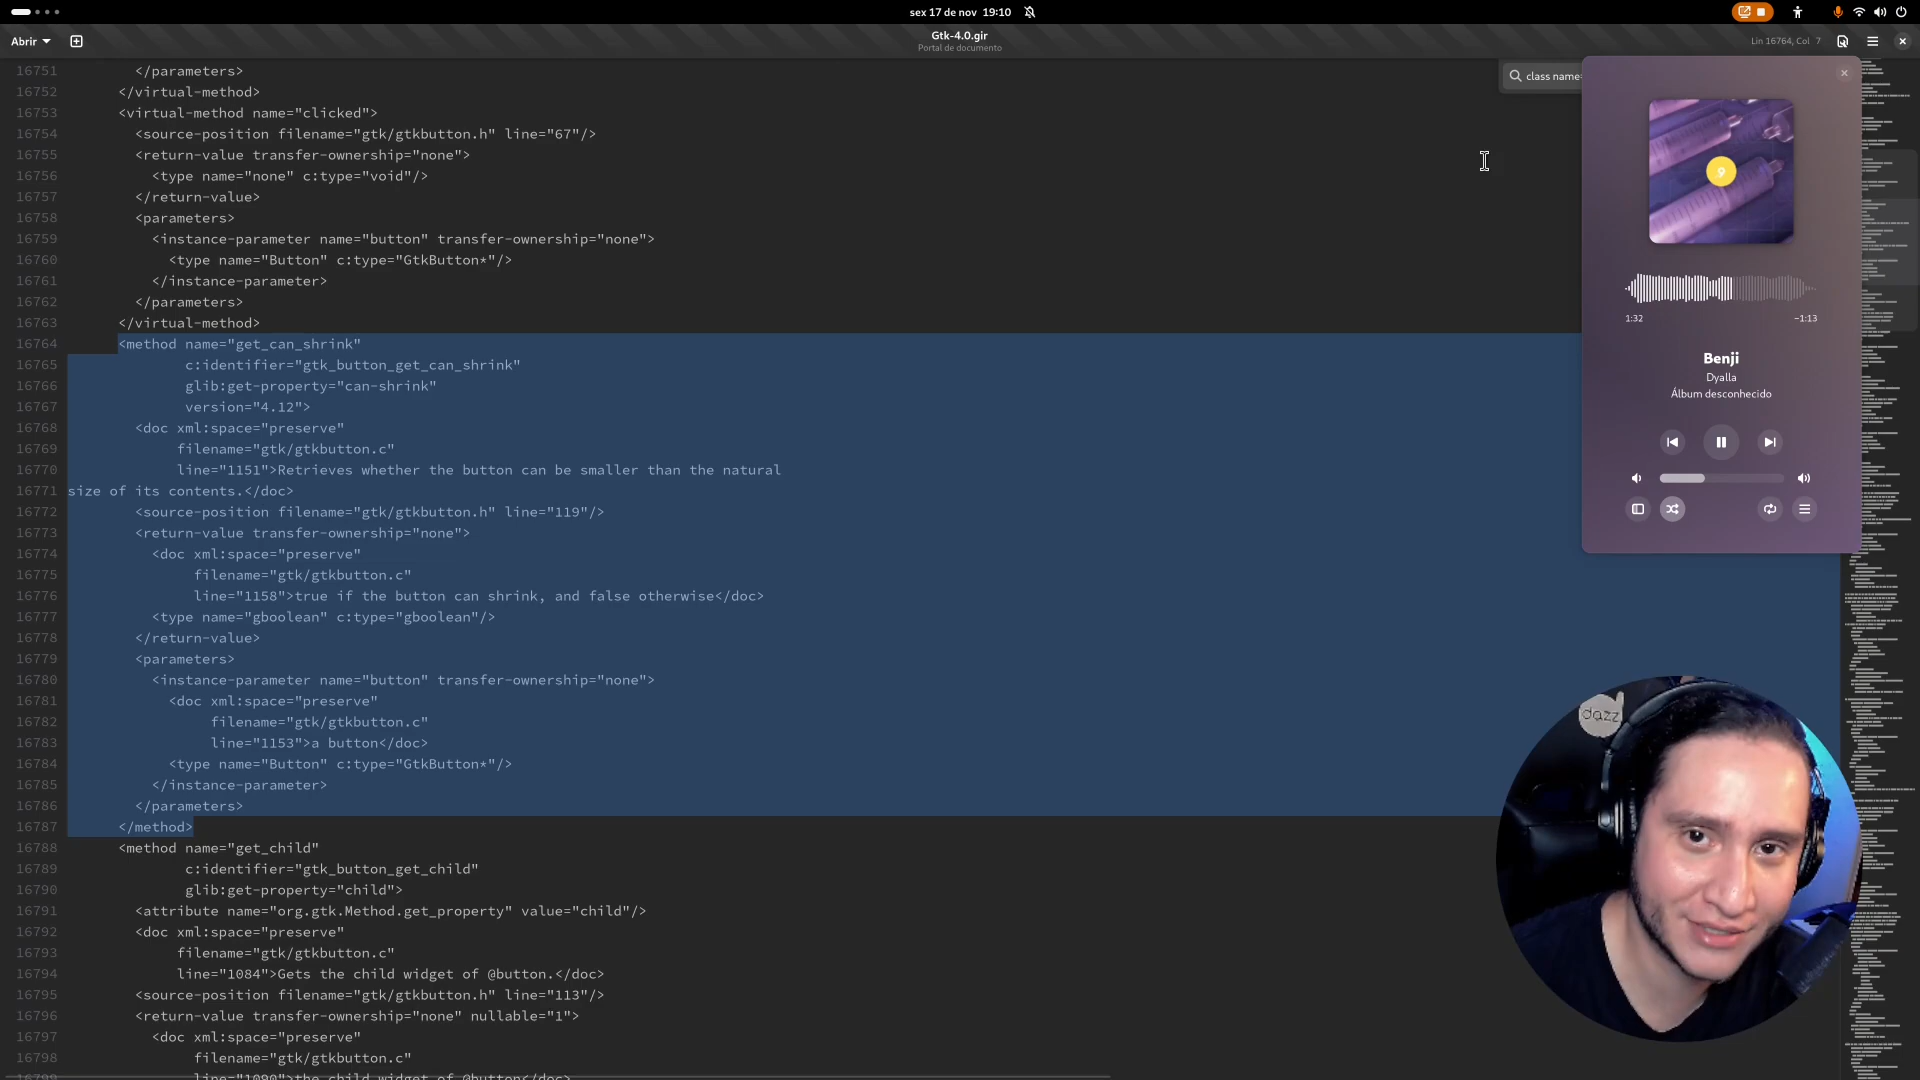 sex 17 de nov 19:10
Abrir
Gtk-4.0.gir
Portal de documento
Lin 16764, Col 7
class name=
16751 </parameters>
16752 </virtual-method>
16753 <virtual-method name="clicked">
16754 <source-position filename="gtk/gtkbutton.h" line="67"/>
16755 <return-value transfer-ownership="none">
16756 <type name="none" c:type="void"/>
16757 </return-value>
16758 <parameters>
16759 <instance-parameter name="button" transfer-ownership="none">
16760 <type name="Button" c:type="GtkButton*"/>
16761 </instance-parameter>
16762 </parameters>
16763 </virtual-method>
16764 <method name="get_can_shrink"
16765 c:identifier="gtk_button_get_can_shrink"
16766 glib:get-property="can-shrink"
16767 version="4.12">
16768 <doc xml:space="preserve"
16769 filename="gtk/gtkbutton.c"
16770 line="1151">Retrieves whether the button can be smaller than the natural
16771 size of its contents.</doc>
16772 <source-position filename="gtk/gtkbutton.h" line="119"/>
16773 <return-value transfer-ownership="none">
16774 <doc xml:space="preserve"
16775 filename="gtk/gtkbutton.c"
16776 line="1158">true if the button can shrink, and false otherwise</doc>
16777 <type name="gboolean" c:type="gboolean"/>
16778 </return-value>
16779 <parameters>
16780 <instance-parameter name="button" transfer-ownership="none">
16781 <doc xml:space="preserve"
16782 filename="gtk/gtkbutton.c"
16783 line="1153">a button</doc>
16784 <type name="Button" c:type="GtkButton*"/>
16785 </instance-parameter>
16786 </parameters>
16787 </method>
16788 <method name="get_child"
16789 c:identifier="gtk_button_get_child"
16790 glib:get-property="child">
16791 <attribute name="org.gtk.Method.get_property" value="child"/>
16792 <doc xml:space="preserve"
16793 filename="gtk/gtkbutton.c"
16794 line="1084">Gets the child widget of @button.</doc>
16795 <source-position filename="gtk/gtkbutton.h" line="113"/>
16796 <return-value transfer-ownership="none" nullable="1">
16797 <doc xml:space="preserve"
16798 filename="gtk/gtkbutton.c"
16799 line="1090">the child widget of @button</doc>
1:32
−1:13
Benji
Dyalla
Álbum desconhecido
dazz